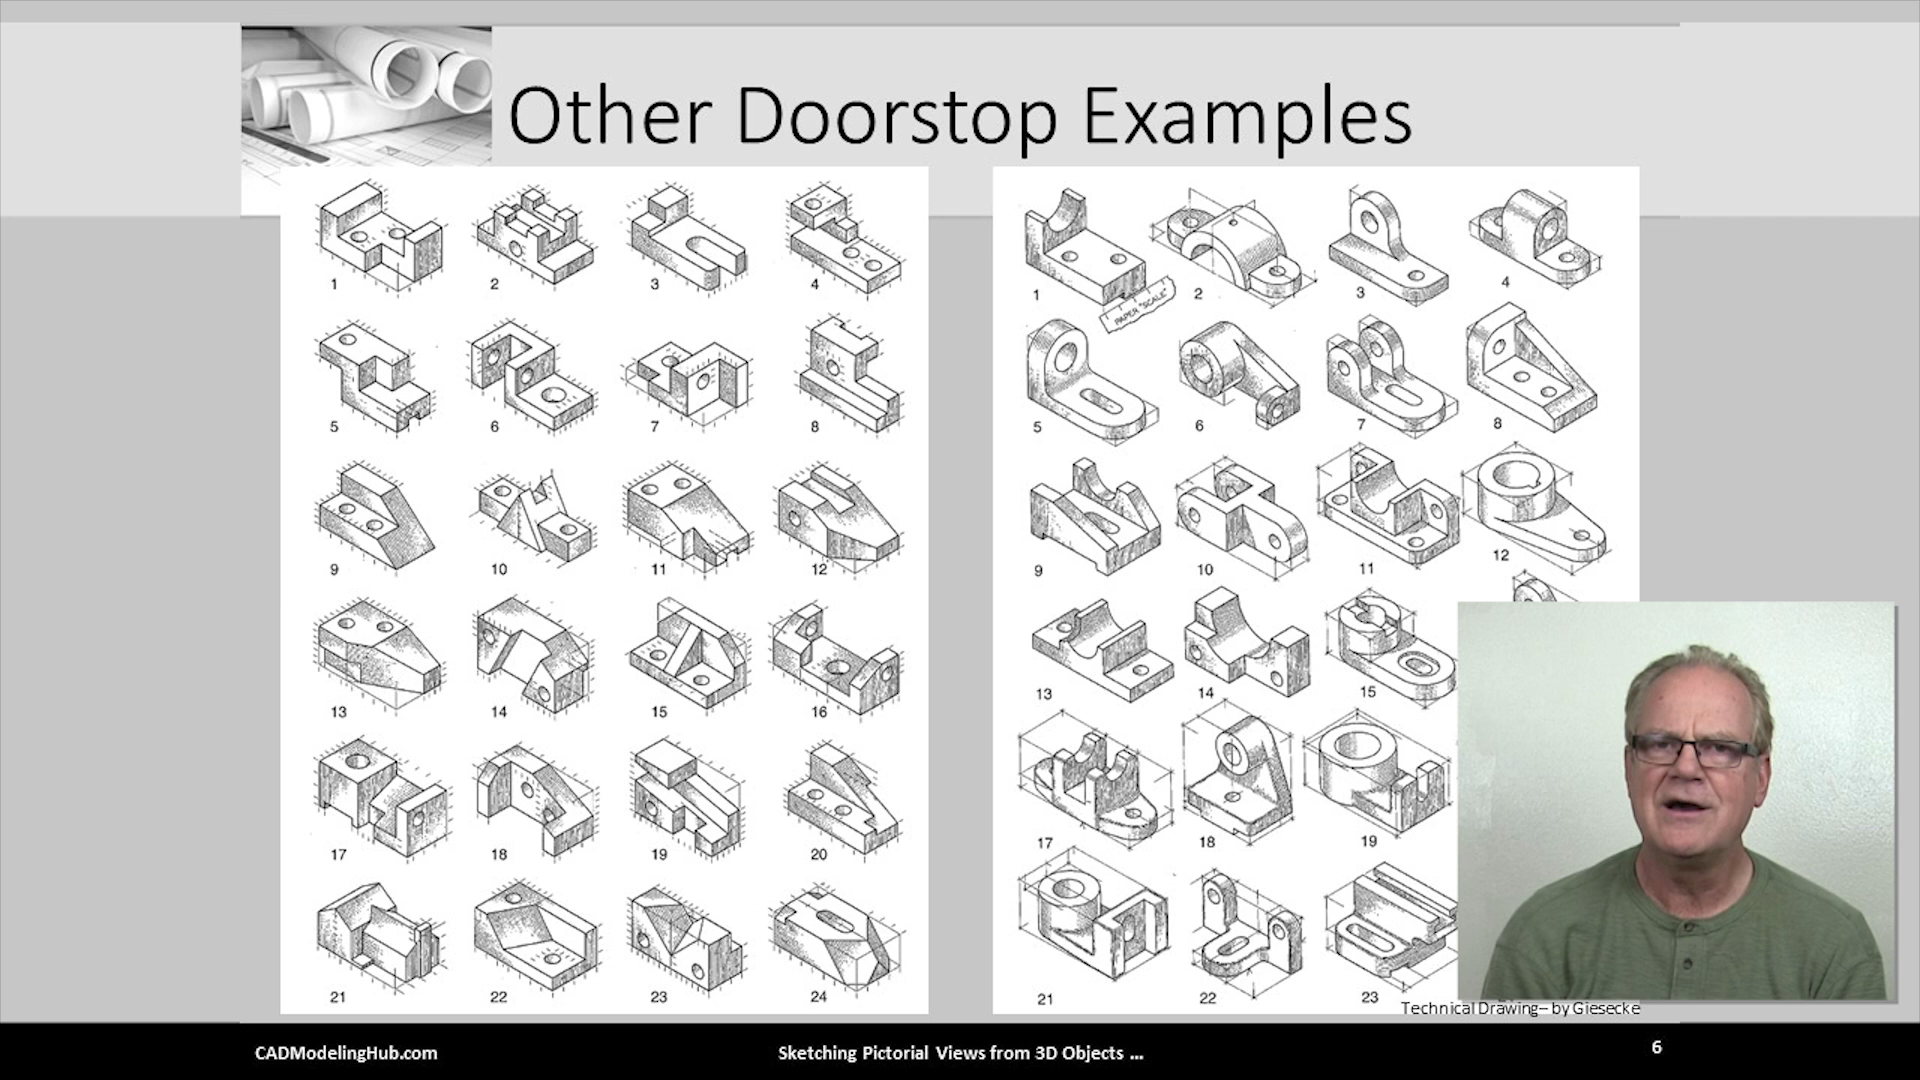 Other Doorstop Examples
1 2 3 4
5 6 7 8
9 10 11 12
13 14 15 16
17 18 19 20
21 22 23 24
1 2 3 4
PAPER "SCALE"
5 6 7 8
9 10 11 12
13 14 15
17 18 19
21 22 23
Technical Drawing– by Giesecke
CADModelingHub.com
Sketching Pictorial Views from 3D Objects ...
6